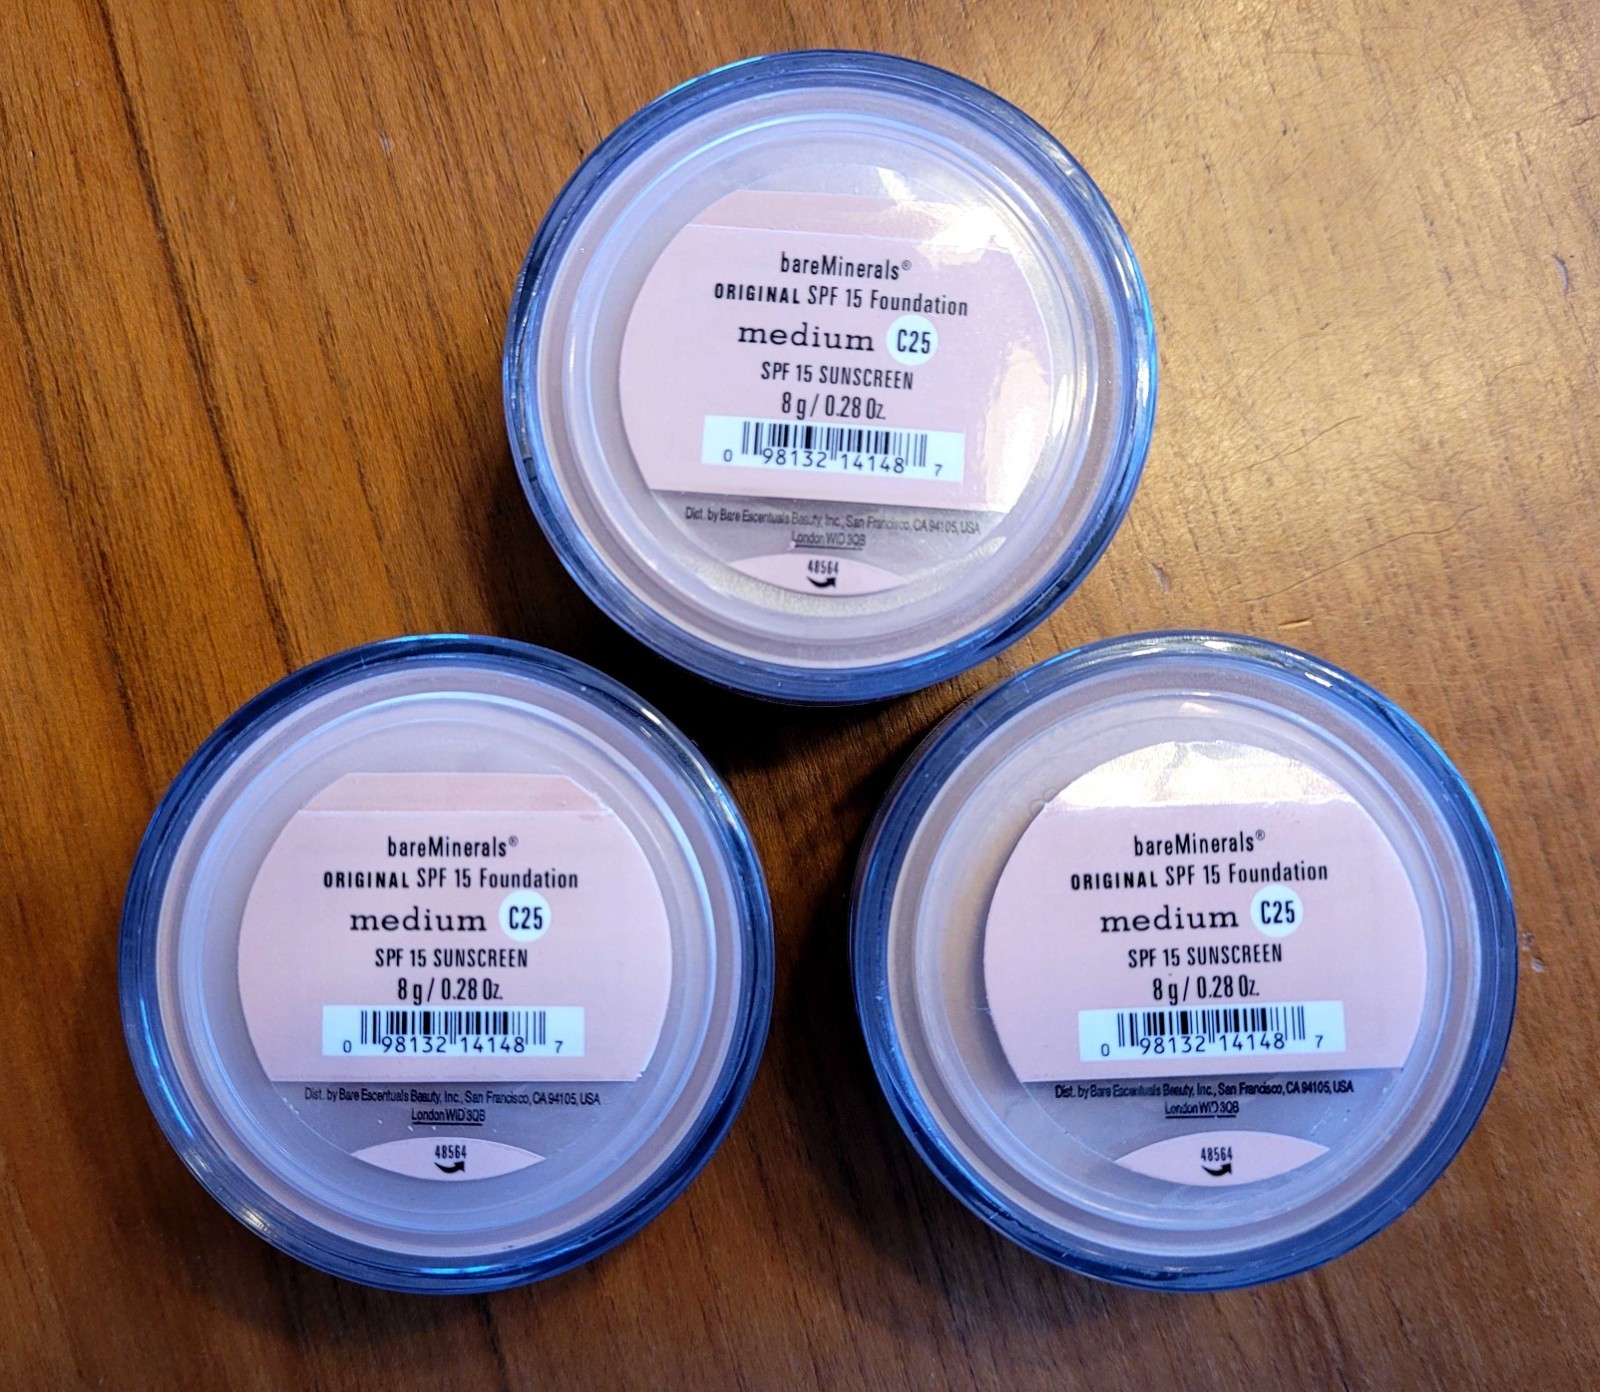 bareMinerals®
ORIGINAL SPF 15 Foundation
medium C25
SPF 15 SUNSCREEN
8 g / 0.28 Oz.
0 98132 14148 7
Dist. by Bare Escentuals Beauty, Inc., San Francisco, CA 94105, USA
London W1D 3QB
48564
bareMinerals®
ORIGINAL SPF 15 Foundation
medium C25
SPF 15 SUNSCREEN
8 g / 0.28 Oz.
0 98132 14148 7
Dist. by Bare Escentuals Beauty, Inc., San Francisco, CA 94105, USA
London W1D 3QB
48564
bareMinerals®
ORIGINAL SPF 15 Foundation
medium C25
SPF 15 SUNSCREEN
8 g / 0.28 Oz.
0 98132 14148 7
Dist. by Bare Escentuals Beauty, Inc., San Francisco, CA 94105, USA
London W1D 3QB
48564